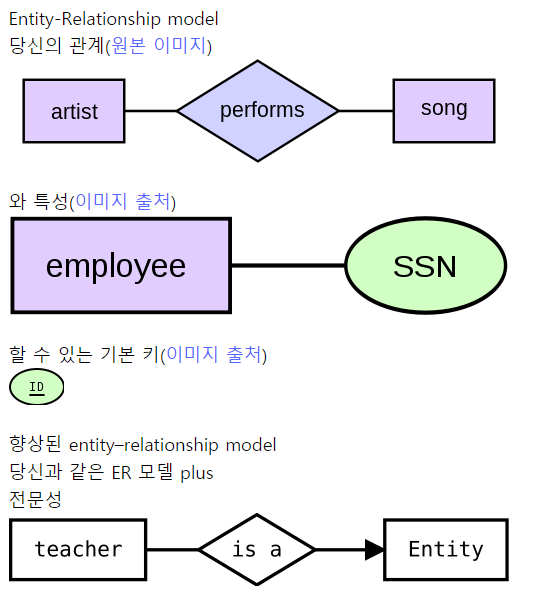 Entity-Relationship model
당신의 관계(원본 이미지)
artist performs song
와 특성(이미지 출처)
employee SSN
할 수 있는 기본 키(이미지 출처)
ID
향상된 entity–relationship model
당신과 같은 ER 모델 plus
전문성
teacher is a Entity